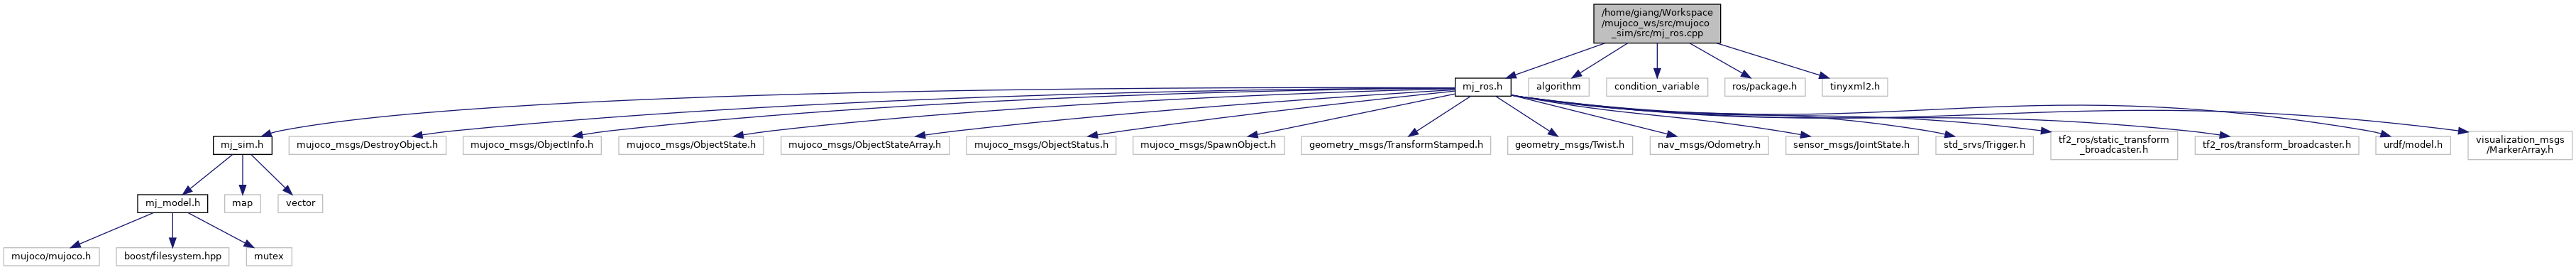 /home/giang/Workspace
/mujoco_ws/src/mujoco
_sim/src/mj_ros.cpp
mj_ros.h
algorithm
condition_variable
ros/package.h
tinyxml2.h
mj_sim.h
mujoco_msgs/DestroyObject.h
mujoco_msgs/ObjectInfo.h
mujoco_msgs/ObjectState.h
mujoco_msgs/ObjectStateArray.h
mujoco_msgs/ObjectStatus.h
mujoco_msgs/SpawnObject.h
geometry_msgs/TransformStamped.h
geometry_msgs/Twist.h
nav_msgs/Odometry.h
sensor_msgs/JointState.h
std_srvs/Trigger.h
tf2_ros/static_transform
_broadcaster.h
tf2_ros/transform_broadcaster.h
urdf/model.h
visualization_msgs
/MarkerArray.h
mj_model.h
map
vector
mujoco/mujoco.h
boost/filesystem.hpp
mutex